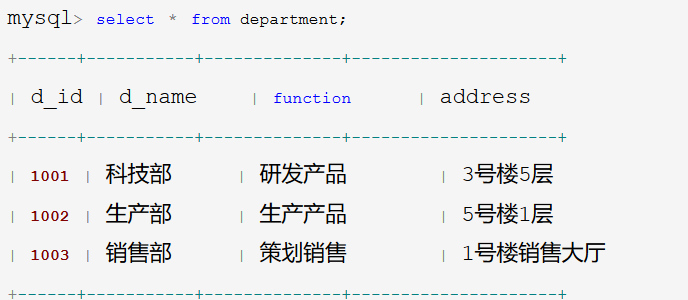 mysql> select * from department;
+------+-----------+--------------+---------------------+
| d_id | d_name | function | address
+------+-----------+--------------+---------------------+
| 1001 | 科技部 | 研发产品 | 3号楼5层
| 1002 | 生产部 | 生产产品 | 5号楼1层
| 1003 | 销售部 | 策划销售 | 1号楼销售大厅
+------+-----------+--------------+---------------------+